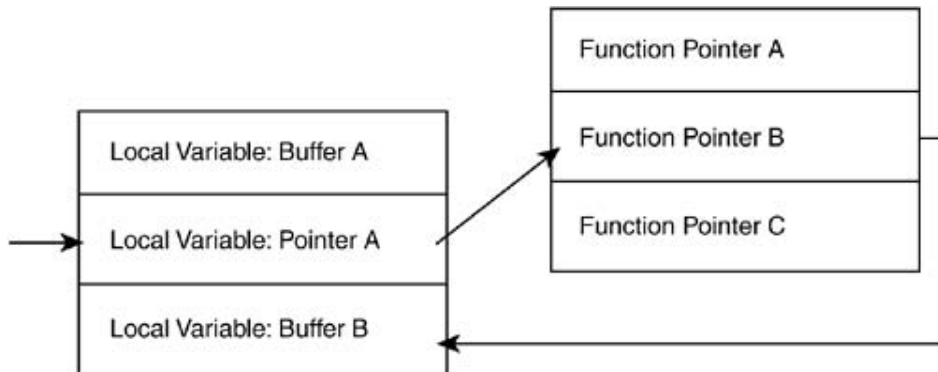 Function Pointer A
Function Pointer B
Function Pointer C
Local Variable: Buffer A
Local Variable: Pointer A
Local Variable: Buffer B